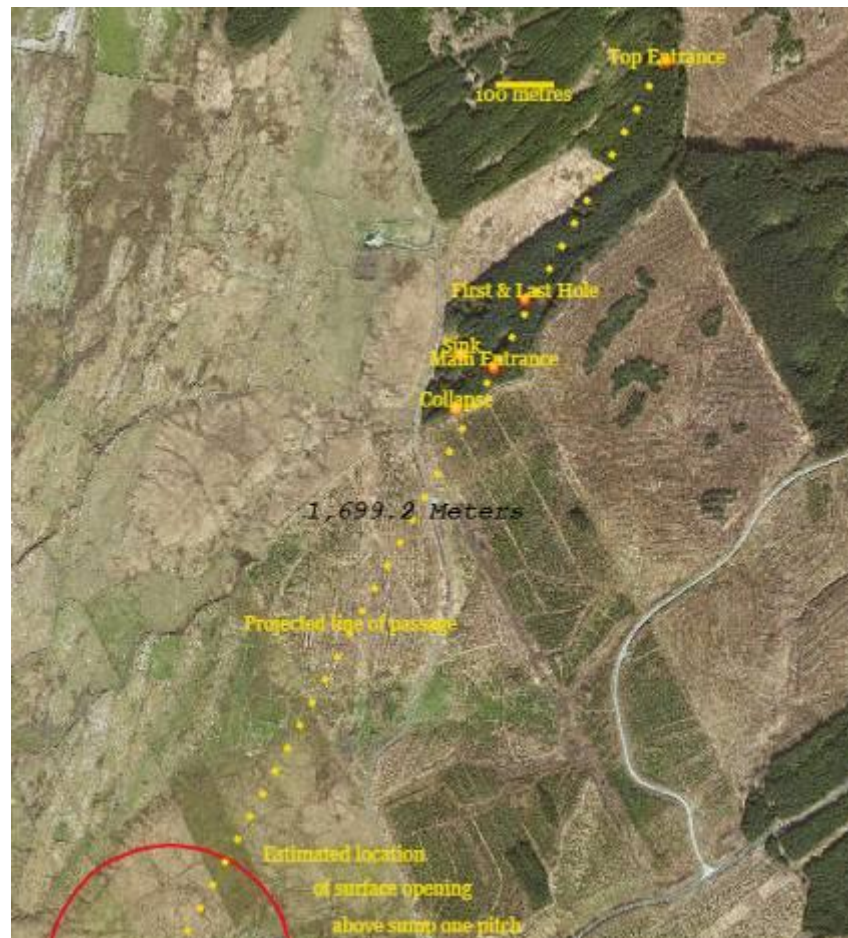 Top Entrance
100 metres
First & Last Hole
Sink
Main Entrance
Collapse
1,699.2 Meters
Projected line of passage
Estimated location
of surface opening
above sump one pitch